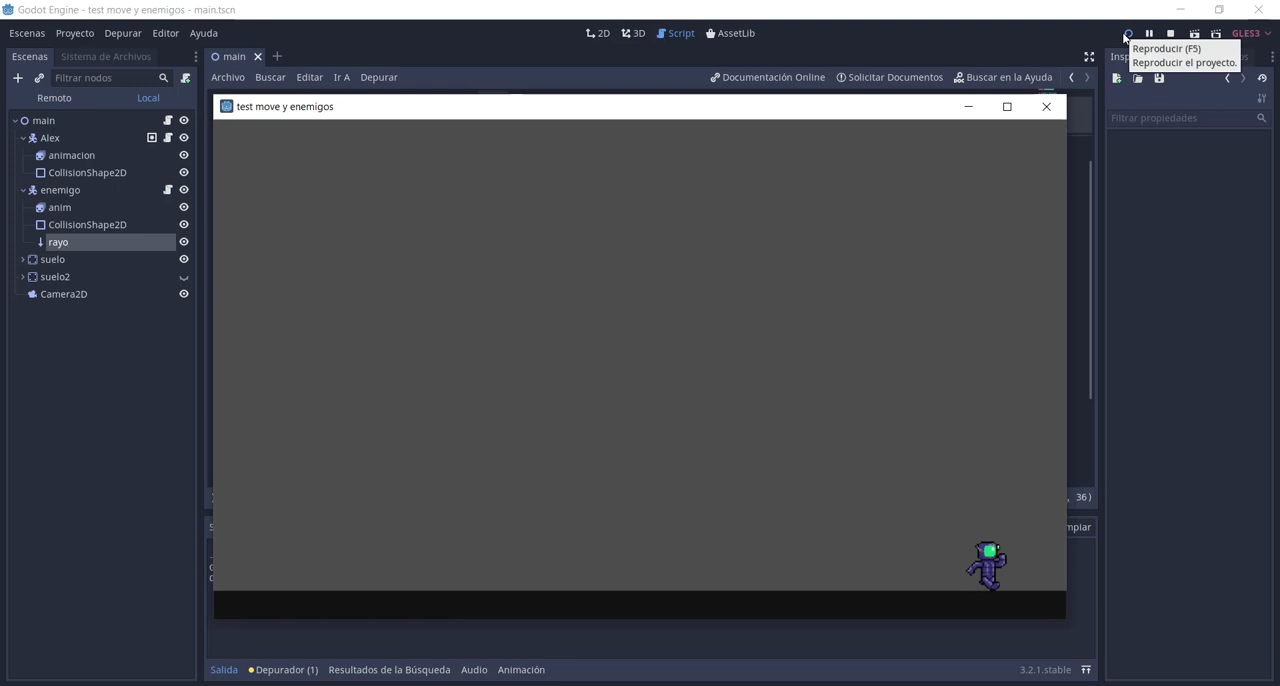 Godot Engine - test move y enemigos - main.tscn
Escenas Proyecto Depurar Editor Ayuda
2D 3D Script AssetLib
GLES3
Reproducir (F5)
Reproducir el proyecto.
Escenas Sistema de Archivos
main
Filtrar nodos
Archivo Buscar Editar Ir A Depurar
Documentación Online Solicitar Documentos Buscar en la Ayuda
Remoto Local
Filtrar propiedades
test move y enemigos
main
Alex
animacion
CollisionShape2D
enemigo
anim
CollisionShape2D
rayo
suelo
suelo2
Camera2D
, 36)
Salida Depurador (1) Resultados de la Búsqueda Audio Animación
3.2.1.stable